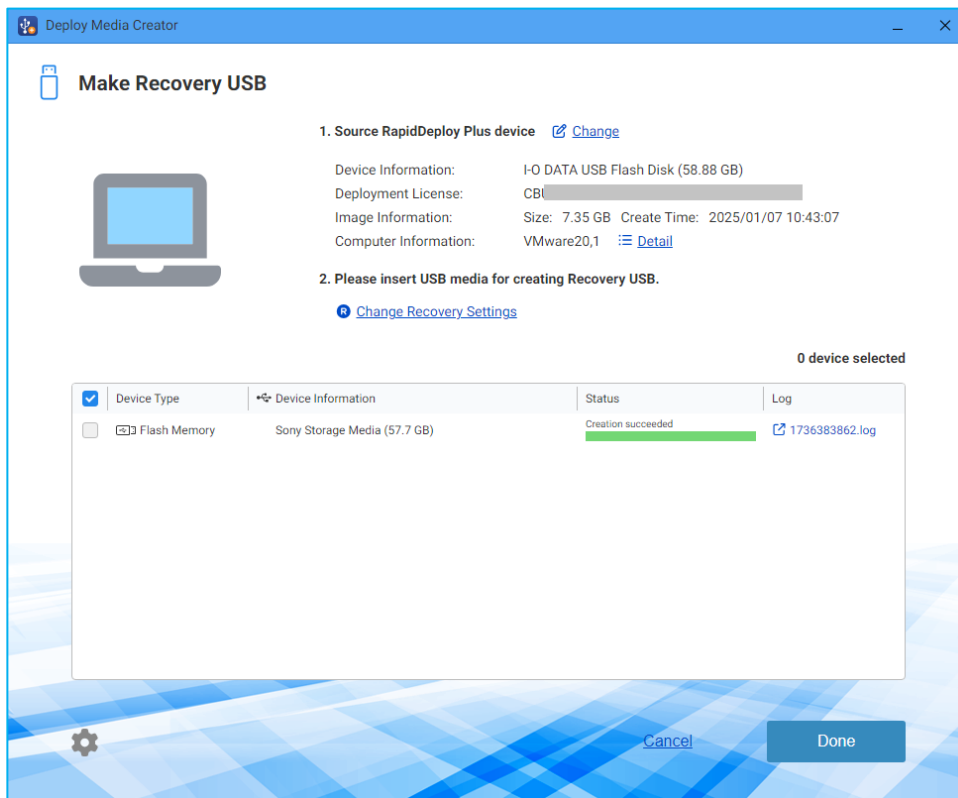 Deploy Media Creator
Make Recovery USB
1. Source RapidDeploy Plus device Change
Device Information: I-O DATA USB Flash Disk (58.88 GB)
Deployment License: CBU
Image Information: Size: 7.35 GB Create Time: 2025/01/07 10:43:07
Computer Information: VMware20,1 Detail
2. Please insert USB media for creating Recovery USB.
R Change Recovery Settings
0 device selected
Device Type Device Information Status Log
Flash Memory Sony Storage Media (57.7 GB) Creation succeeded 1736383862.log
Cancel Done